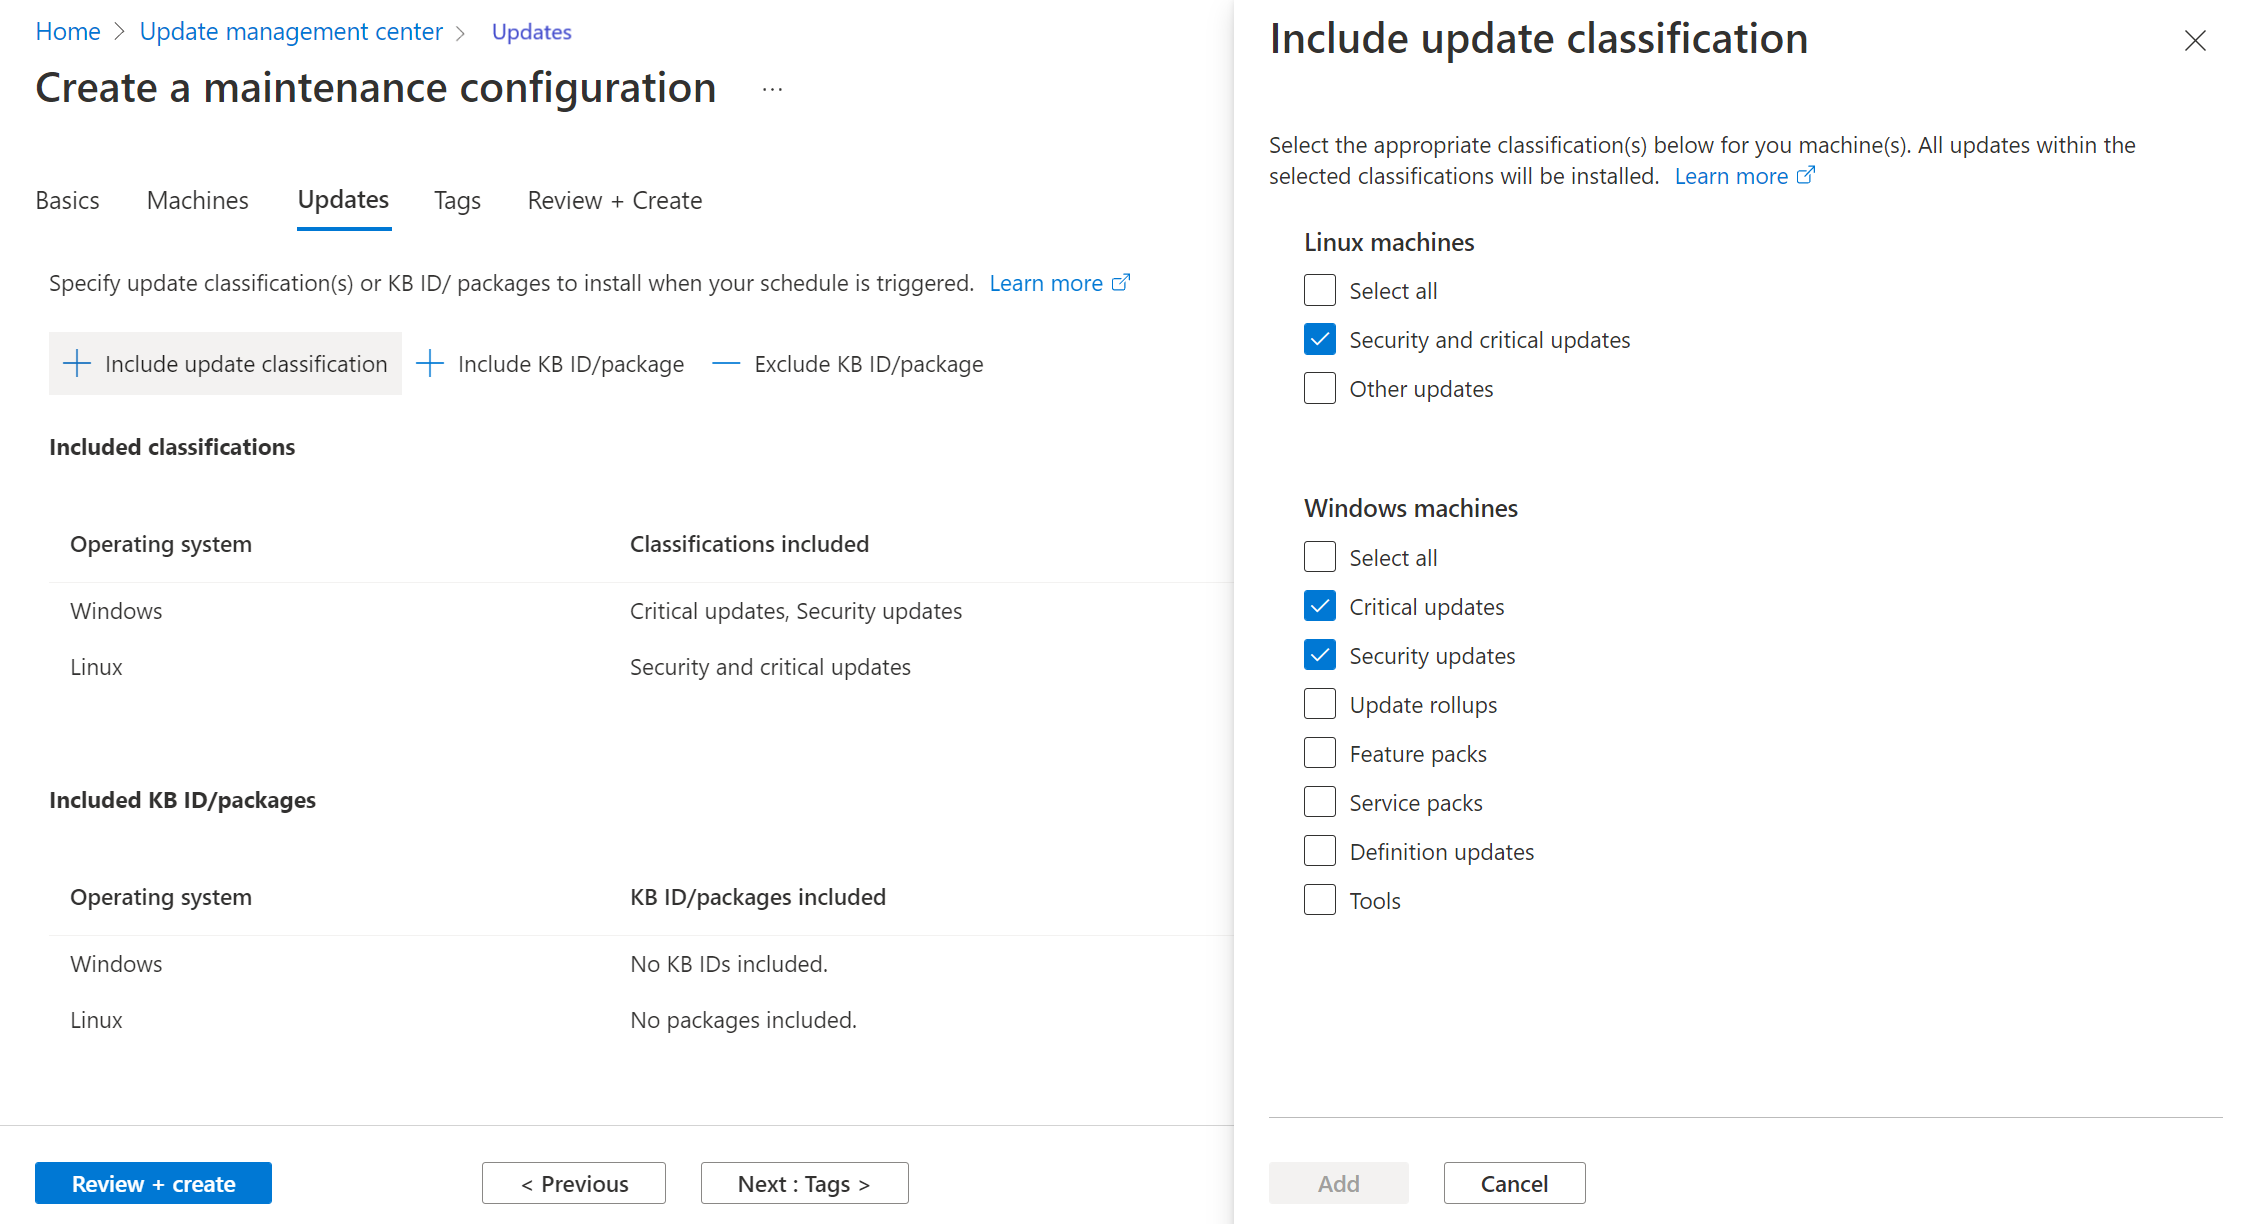 Home > Update management center > Updates
Create a maintenance configuration ...
Basics Machines Updates Tags Review + Create
Specify update classification(s) or KB ID/ packages to install when your schedule is triggered. Learn more
Include update classification Include KB ID/package Exclude KB ID/package
Included classifications
Operating system Classifications included
Windows Critical updates, Security updates
Linux Security and critical updates
Included KB ID/packages
Operating system KB ID/packages included
Windows No KB IDs included.
Linux No packages included.
Review + create < Previous Next : Tags >
Include update classification
Select the appropriate classification(s) below for you machine(s). All updates within the
selected classifications will be installed. Learn more
Linux machines
Select all
Security and critical updates
Other updates
Windows machines
Select all
Critical updates
Security updates
Update rollups
Feature packs
Service packs
Definition updates
Tools
Add Cancel